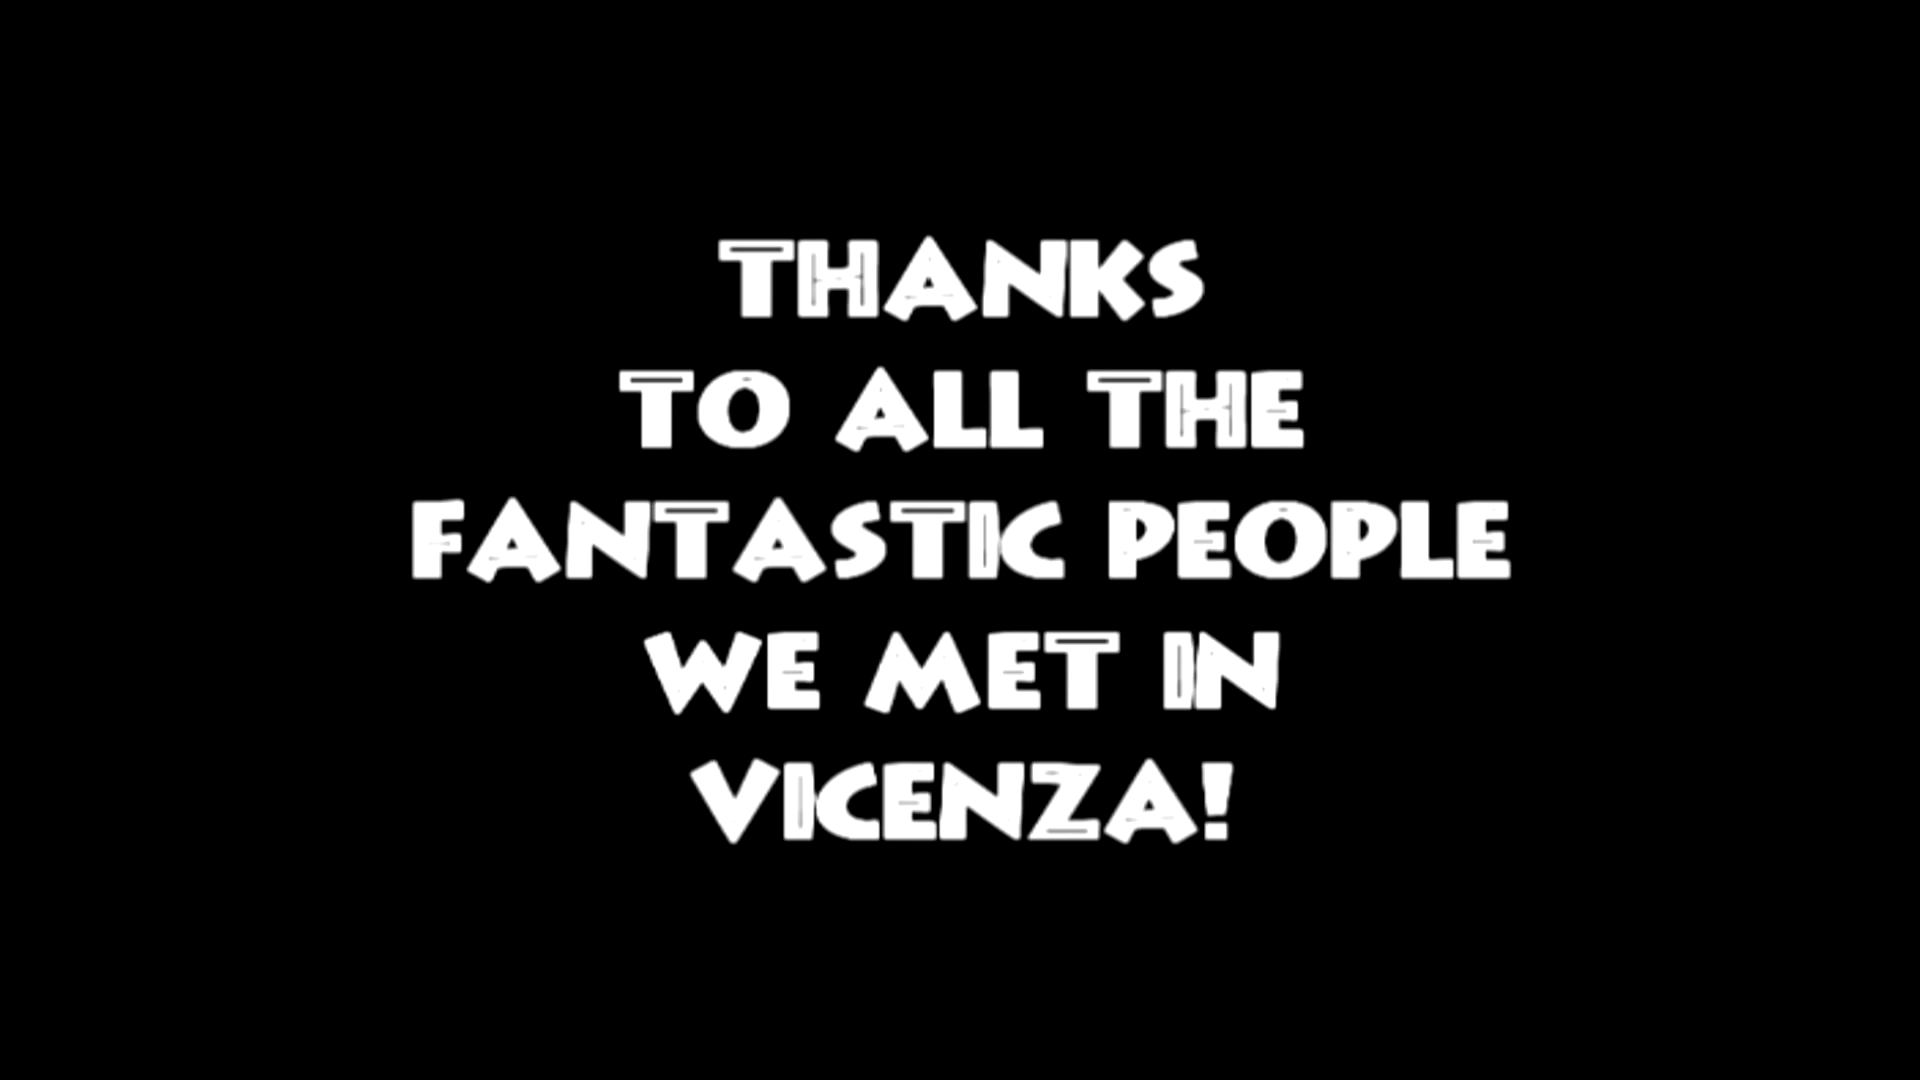 THANKS
TO ALL THE
FANTASTIC PEOPLE
WE MET IN
VICENZA!